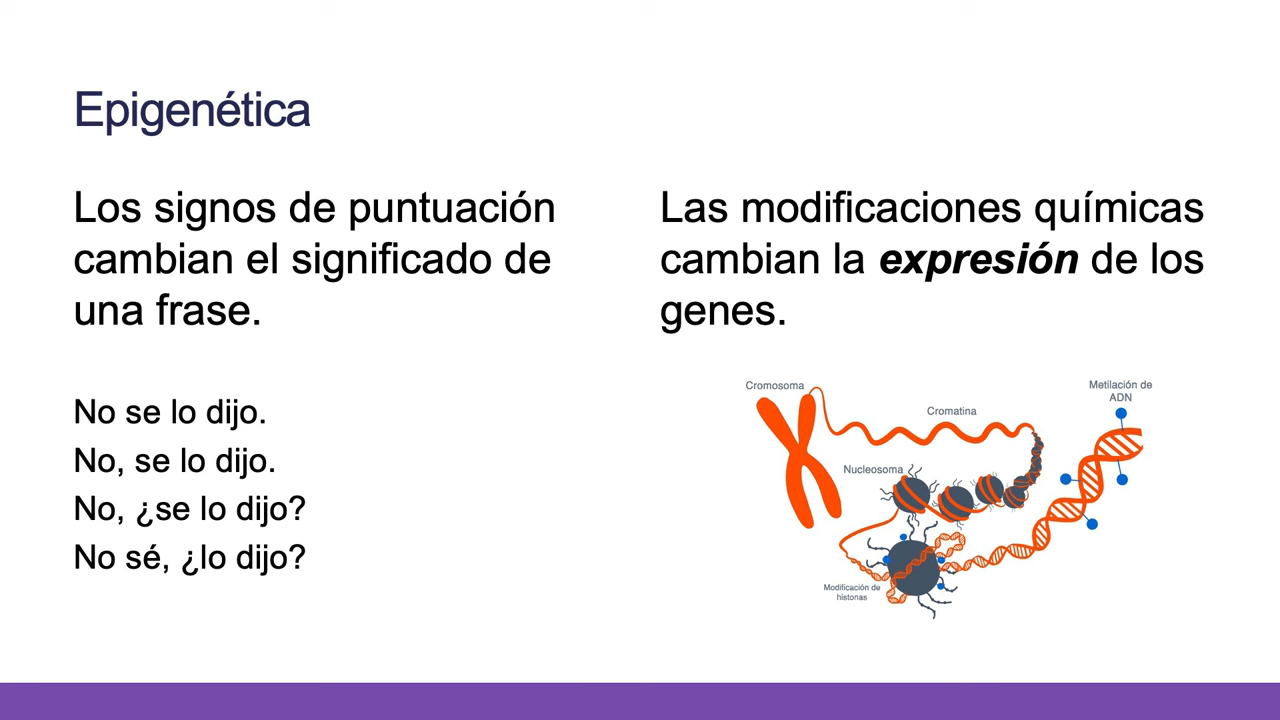 Epigenética
Los signos de puntuación
cambian el significado de
una frase.
No se lo dijo.
No, se lo dijo.
No, ¿se lo dijo?
No sé, ¿lo dijo?
Las modificaciones químicas
cambian la expresión de los
genes.
Cromosoma
Cromatina
Metilación de
ADN
Nucleosoma
Modificación de
histonas